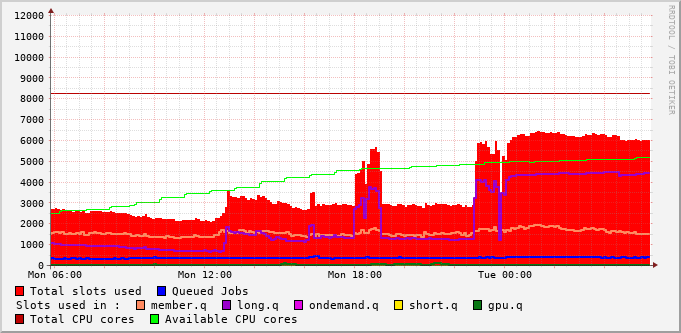 12000
11000
10000
9000
8000
7000
6000
5000
4000
3000
2000
1000
0
Mon 06:00 Mon 12:00 Mon 18:00 Tue 00:00
Total slots used Queued Jobs
Slots used in : member.q long.q ondemand.q short.q gpu.q
Total CPU cores Available CPU cores
RRDTOOL / TOBI OETIKER